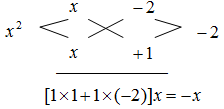 x -2
x² -2
x +1
[1×1+1×(-2)]x=-x